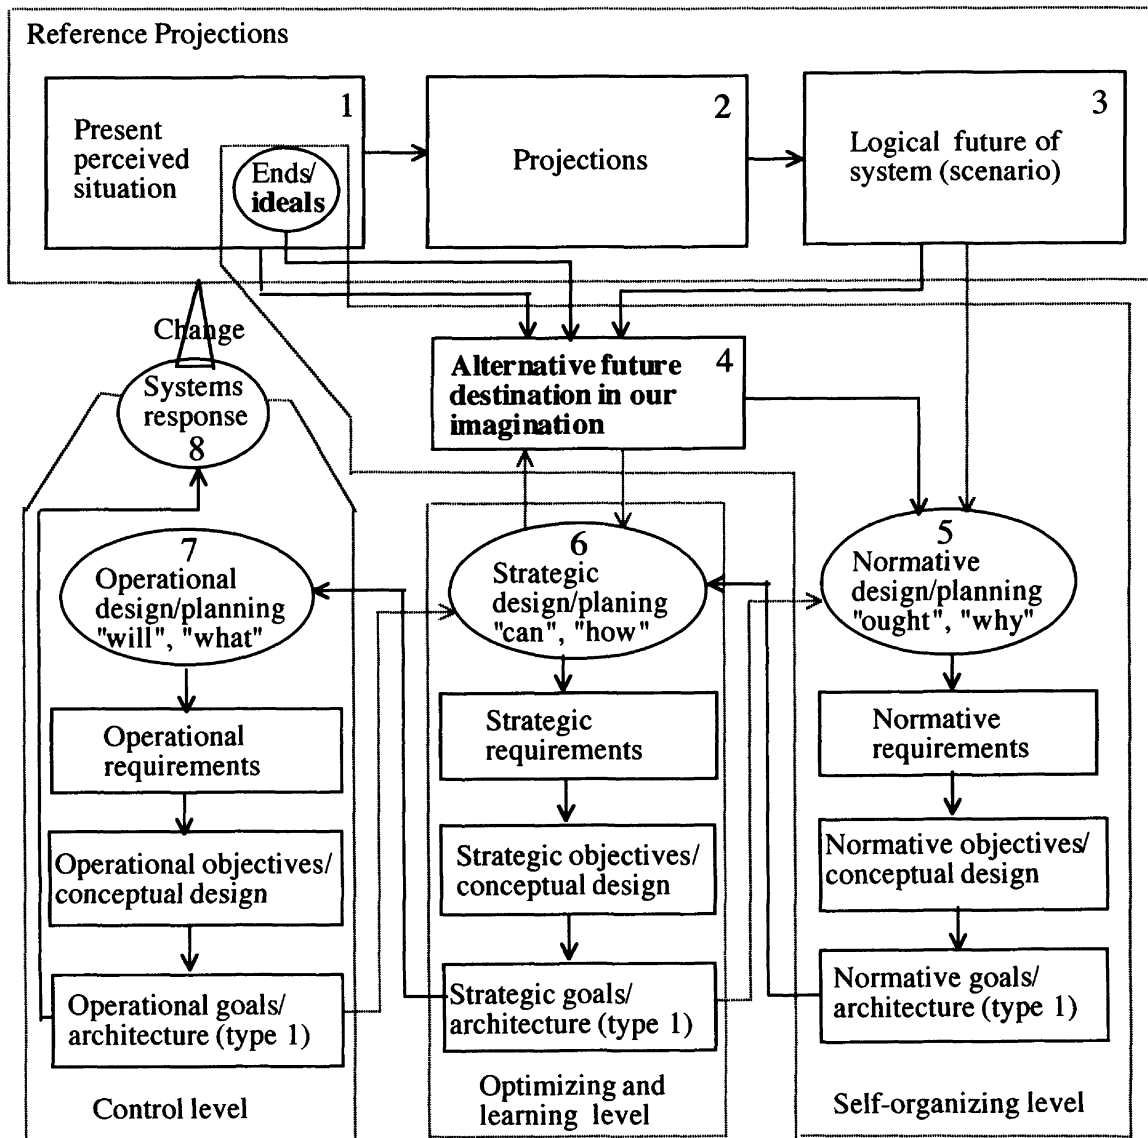 Reference Projections
1
Present
perceived
situation
Ends/
ideals
2
Projections
3
Logical future of
system (scenario)
Change
Systems
response
8
4
Alternative future
destination in our
imagination
7
Operational
design/planning
"will", "what"
6
Strategic
design/planing
"can", "how"
5
Normative
design/planning
"ought", "why"
Operational
requirements
Strategic
requirements
Normative
requirements
Operational objectives/
conceptual design
Strategic objectives/
conceptual design
Normative objectives/
conceptual design
Operational goals/
architecture (type 1)
Strategic goals/
architecture (type 1)
Normative goals/
architecture (type 1)
Control level
Optimizing and
learning level
Self-organizing level